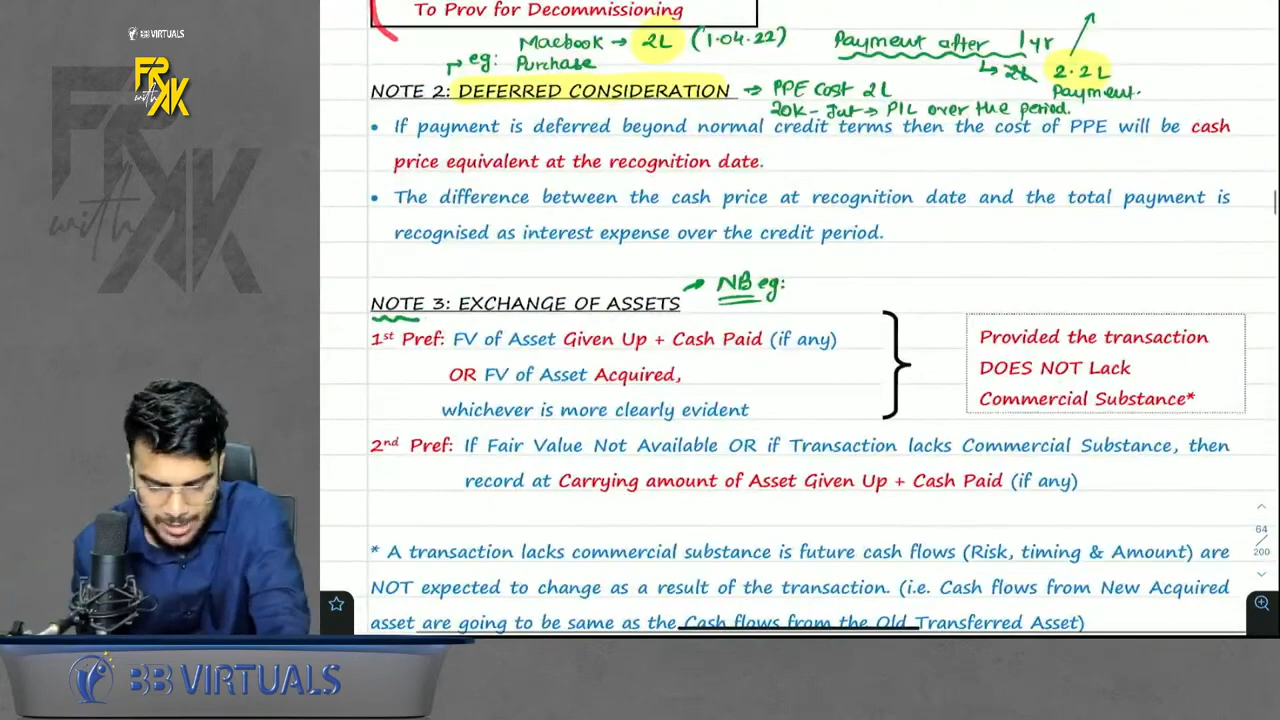 To Prov for Decommissioning
BB VIRTUALS
FR
with
AK
Macbook → 2L (1.04.22)
eg: Purchase
Payment after 1yr
↳ 2L 2.2L
Payment.
NOTE 2: DEFERRED CONSIDERATION → PPE Cost 2L
20K - Int → P/L over the period.
• If payment is deferred beyond normal credit terms then the cost of PPE will be cash
price equivalent at the recognition date.
• The difference between the cash price at recognition date and the total payment is
recognised as interest expense over the credit period.
NOTE 3: EXCHANGE OF ASSETS → NB eg:
1st Pref: FV of Asset Given Up + Cash Paid (if any)
OR FV of Asset Acquired,
whichever is more clearly evident
Provided the transaction
DOES NOT Lack
Commercial Substance*
2nd Pref: If Fair Value Not Available OR if Transaction lacks Commercial Substance, then
record at Carrying amount of Asset Given Up + Cash Paid (if any)
* A transaction lacks commercial substance is future cash flows (Risk, timing & Amount) are
NOT expected to change as a result of the transaction. (i.e. Cash flows from New Acquired
asset are going to be same as the Cash flows from the Old Transferred Asset)
64
200
BB VIRTUALS